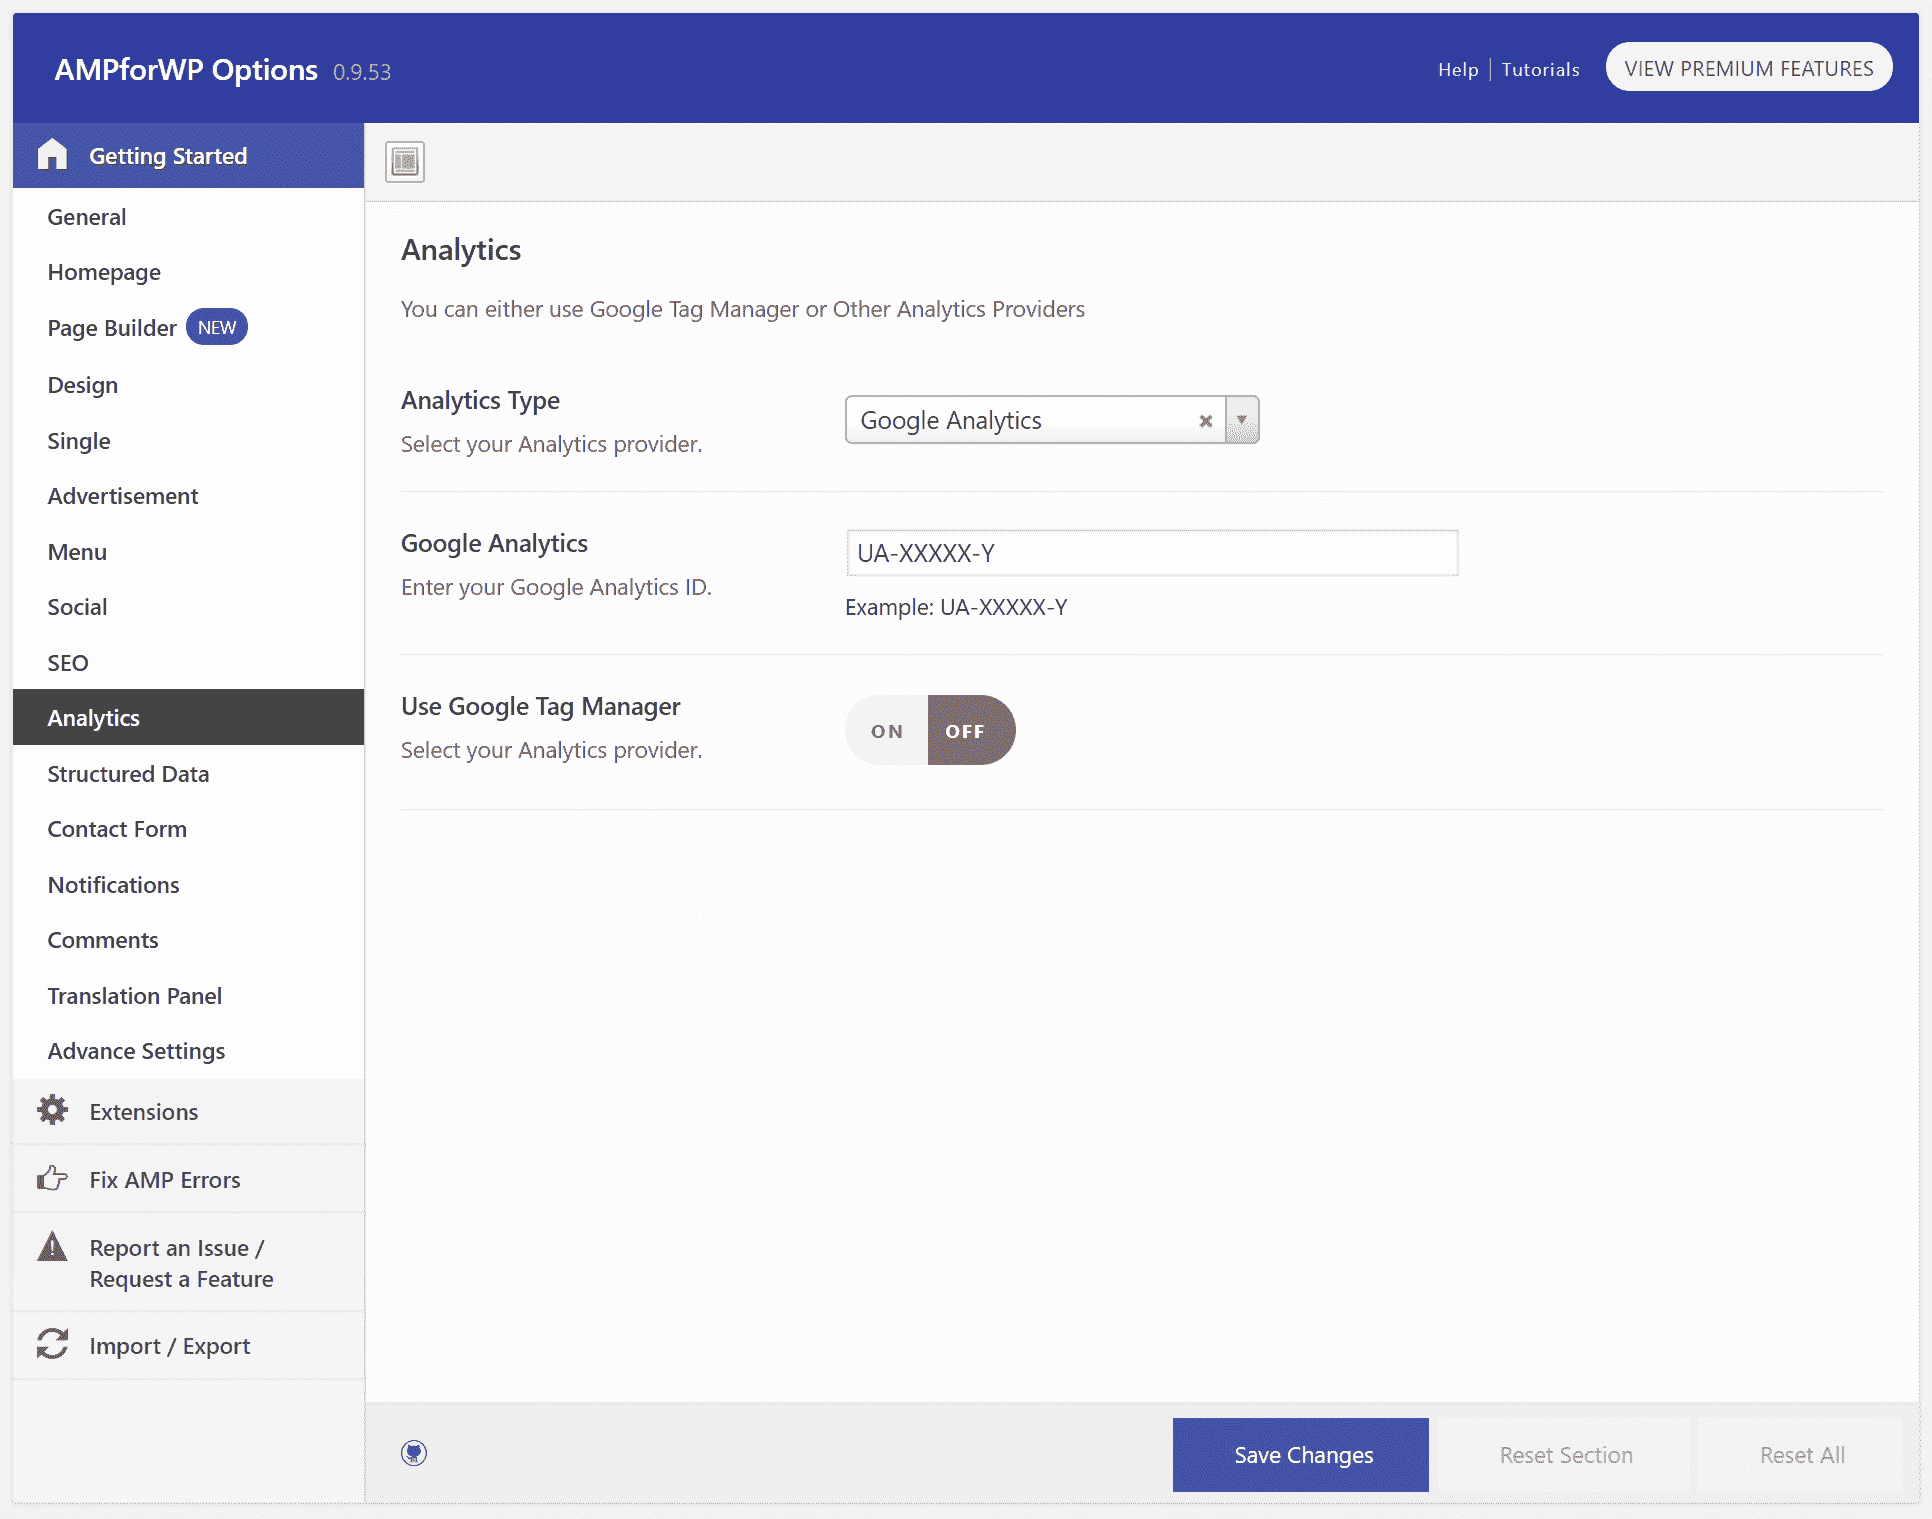 AMPforWP Options 0.9.53
Help | Tutorials
VIEW PREMIUM FEATURES
Getting Started
General
Homepage
Page Builder NEW
Design
Single
Advertisement
Menu
Social
SEO
Analytics
Structured Data
Contact Form
Notifications
Comments
Translation Panel
Advance Settings
Extensions
Fix AMP Errors
Report an Issue /
Request a Feature
Import / Export
Analytics
You can either use Google Tag Manager or Other Analytics Providers
Analytics Type
Select your Analytics provider.
Google Analytics
Google Analytics
Enter your Google Analytics ID.
UA-XXXXX-Y
Example: UA-XXXXX-Y
Use Google Tag Manager
Select your Analytics provider.
ON OFF
Save Changes
Reset Section
Reset All